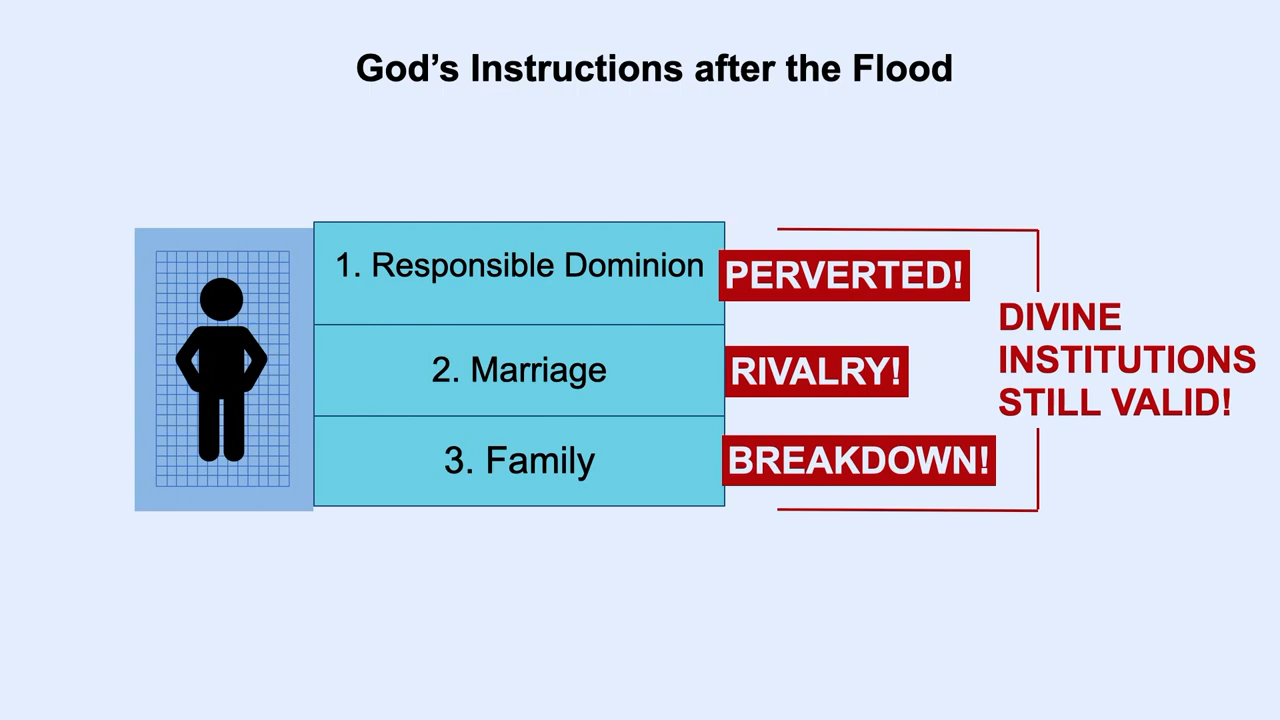 God’s Instructions after the Flood
1. Responsible Dominion
PERVERTED!
2. Marriage
RIVALRY!
3. Family
BREAKDOWN!
DIVINE
INSTITUTIONS
STILL VALID!